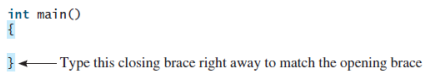 int main()
{
} Type this closing brace right away to match the opening brace